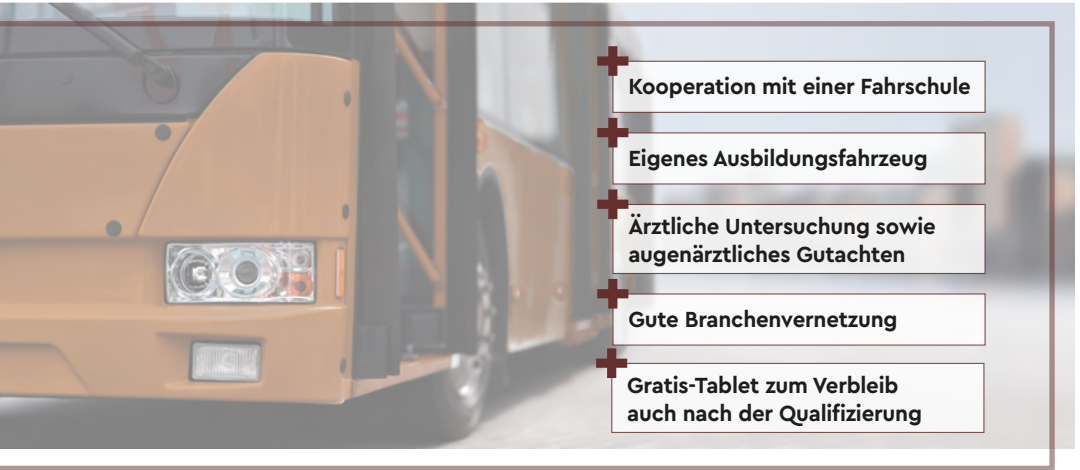 Kooperation mit einer Fahrschule
Eigenes Ausbildungsfahrzeug
Ärztliche Untersuchung sowie
augenärztliches Gutachten
Gute Branchenvernetzung
Gratis-Tablet zum Verbleib
auch nach der Qualifizierung